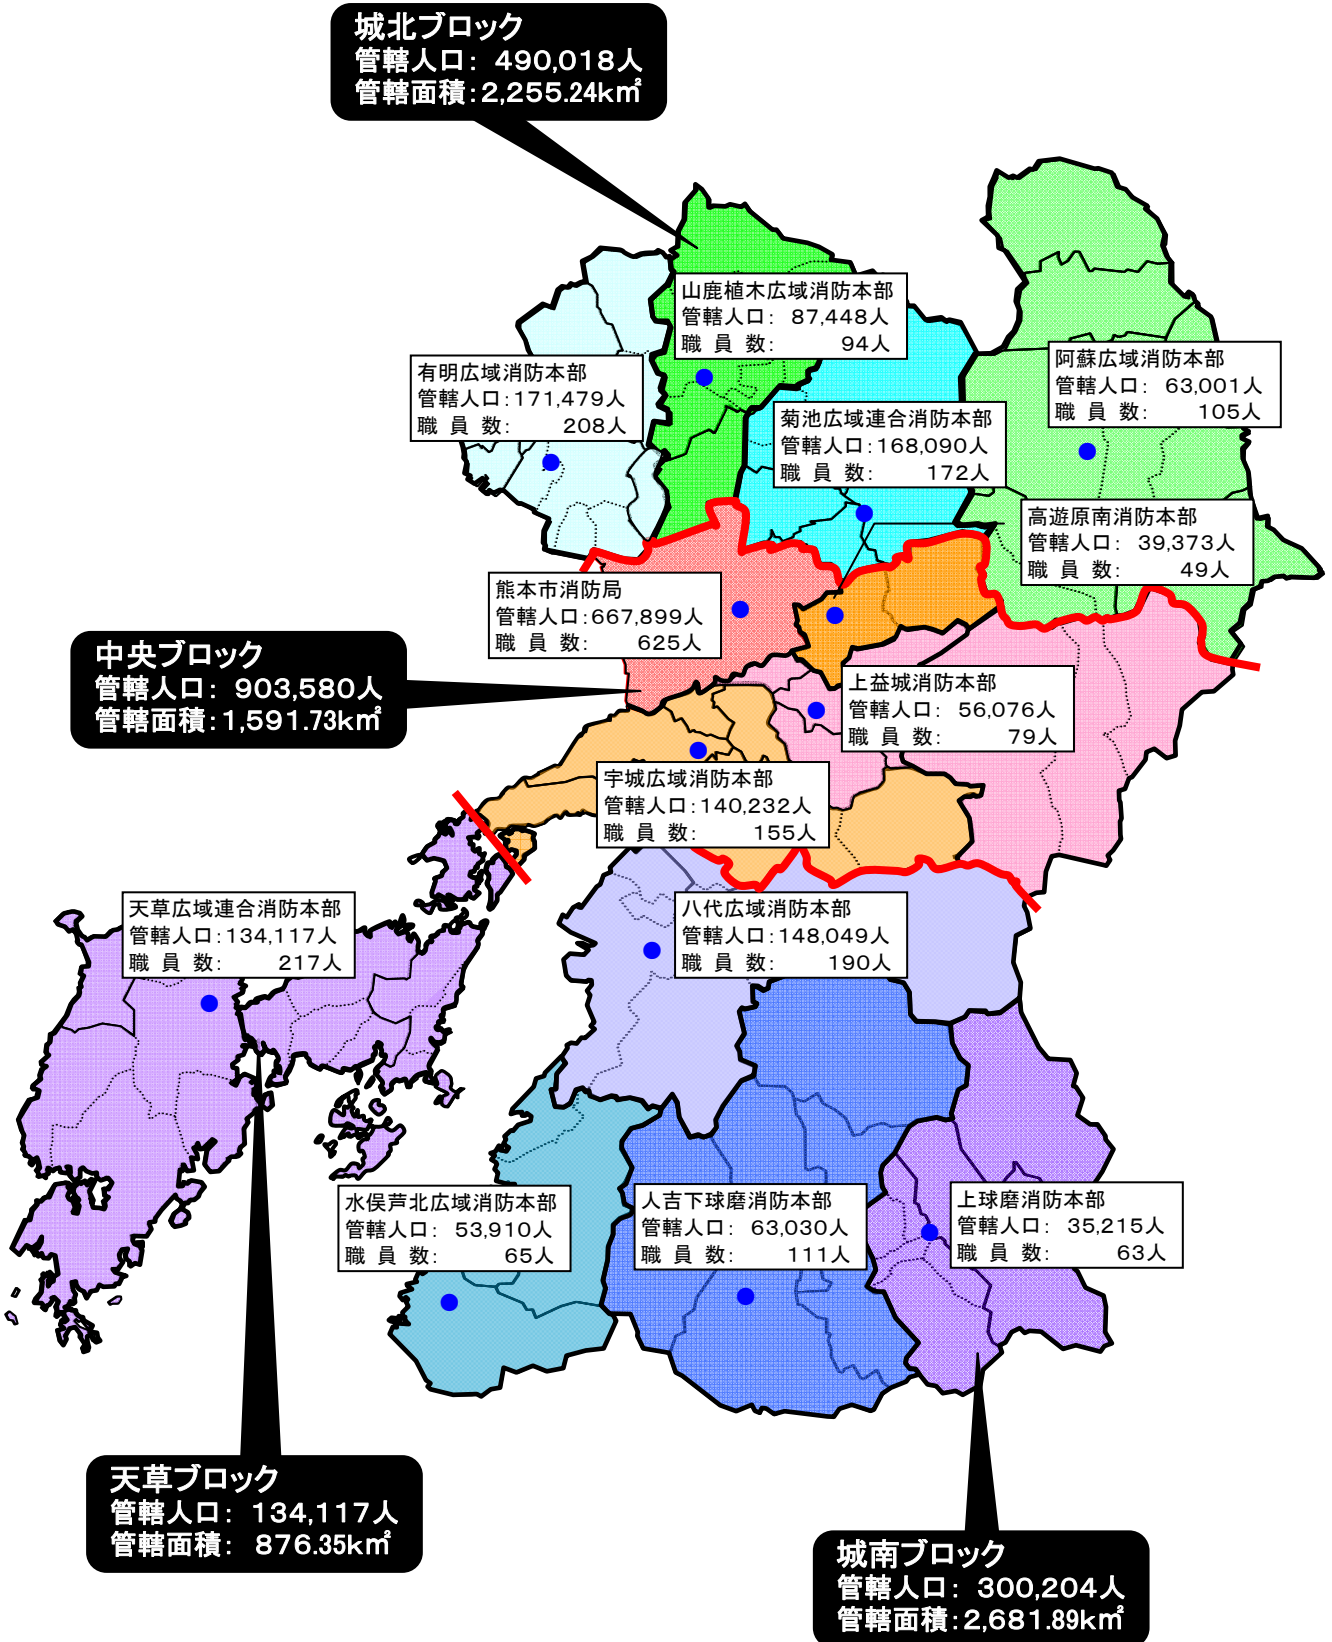 城北ブロック
管轄人口： 490,018人
管轄面積：2,255.24k㎡
山鹿植木広域消防本部
管轄人口： 87,448人
職 員 数： 94人
有明広域消防本部
管轄人口：171,479人
職 員 数： 208人
阿蘇広域消防本部
管轄人口： 63,001人
職 員 数： 105人
菊池広域連合消防本部
管轄人口：168,090人
職 員 数： 172人
高遊原南消防本部
管轄人口： 39,373人
職 員 数： 49人
熊本市消防局
管轄人口：667,899人
職 員 数： 625人
中央ブロック
管轄人口： 903,580人
管轄面積：1,591.73k㎡
上益城消防本部
管轄人口： 56,076人
職 員 数： 79人
宇城広域消防本部
管轄人口：140,232人
職 員 数： 155人
天草広域連合消防本部
管轄人口：134,117人
職 員 数： 217人
八代広域消防本部
管轄人口：148,049人
職 員 数： 190人
水俣芦北広域消防本部
管轄人口： 53,910人
職 員 数： 65人
人吉下球磨消防本部
管轄人口： 63,030人
職 員 数： 111人
上球磨消防本部
管轄人口： 35,215人
職 員 数： 63人
天草ブロック
管轄人口： 134,117人
管轄面積： 876.35k㎡
城南ブロック
管轄人口： 300,204人
管轄面積：2,681.89k㎡